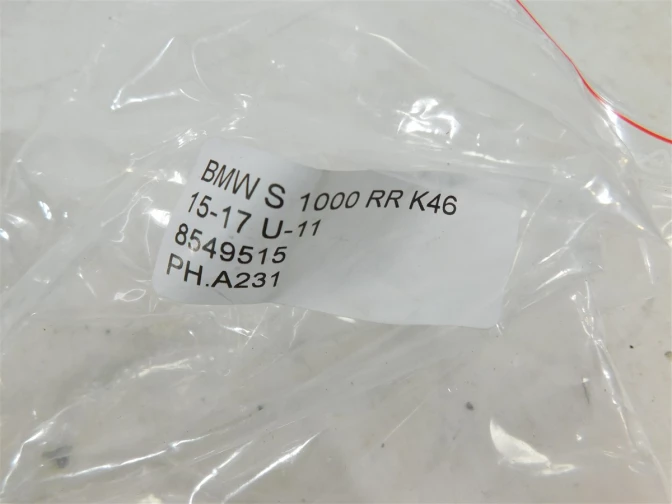 BMW S 1000 RR K46
15-17 U-11
8549515
PH.A231